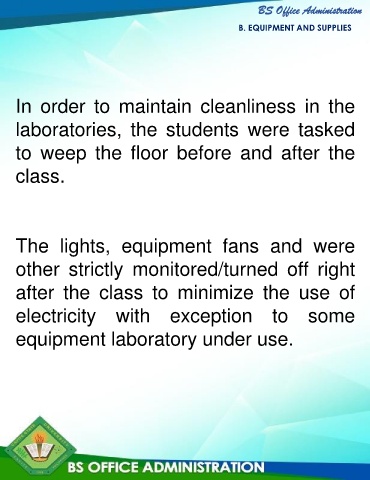 BS Office Administration
B. EQUIPMENT AND SUPPLIES
In order to maintain cleanliness in the
laboratories, the students were tasked
to weep the floor before and after the
class.
The lights, equipment fans and were
other strictly monitored/turned off right
after the class to minimize the use of
electricity with exception to some
equipment laboratory under use.
BS OFFICE ADMINISTRATION